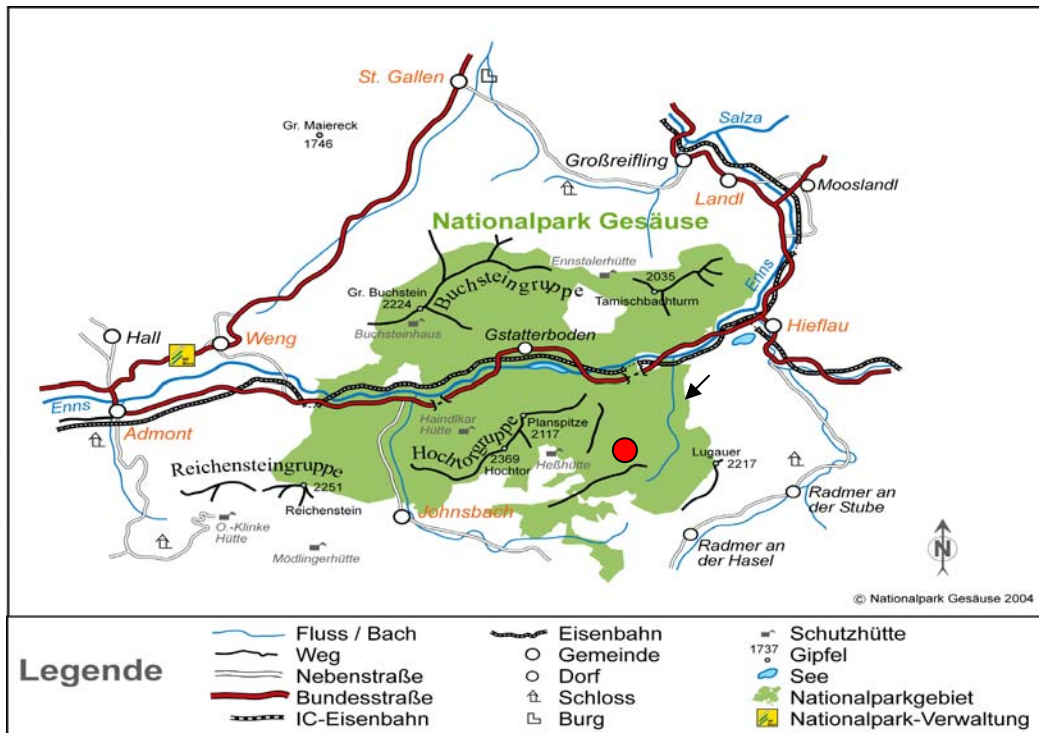 St. Gallen
Gr. Maiereck
1746
Salza
Großreifling
Landl
Mooslandl
Nationalpark Gesäuse
Ennstalerhütte
2035
Tamischbachturm
Enns
Buchsteingruppe
Gr. Buchstein
2224
Buchsteinhaus
Hall
Weng
Gstatterboden
Hieflau
Enns
Admont
Haindlkar
Hütte
Planspitze
2117
Hochtorgruppe
2369
Hochtor
Heßhütte
Lugauer
2217
Reichensteingruppe
2251
Reichenstein
Johnsbach
Radmer an
der Stube
O.-Klinke
Hütte
Mödlingerhütte
Radmer an
der Hasel
N
© Nationalpark Gesäuse 2004
Legende
Fluss / Bach
Weg
Nebenstraße
Bundesstraße
IC-Eisenbahn
Eisenbahn
Gemeinde
Dorf
Schloss
Burg
Schutzhütte
1737
Gipfel
See
Nationalparkgebiet
Nationalpark-Verwaltung